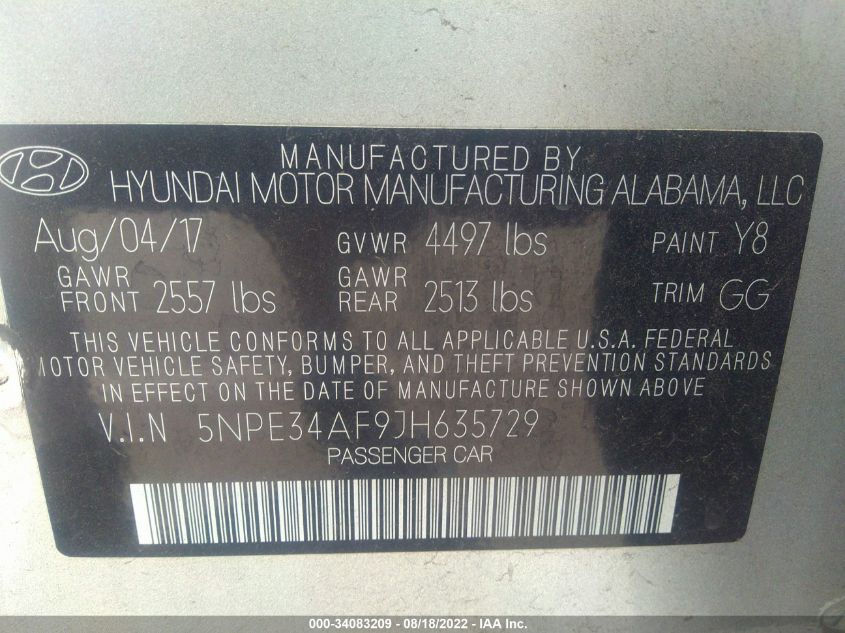 MANUFACTURED BY
HYUNDAI MOTOR MANUFACTURING ALABAMA, LLC
Aug/04/17 GVWR 4497 lbs PAINT Y8
GAWR FRONT 2557 lbs GAWR REAR 2513 lbs TRIM GG
THIS VEHICLE CONFORMS TO ALL APPLICABLE U.S.A. FEDERAL
MOTOR VEHICLE SAFETY, BUMPER, AND THEFT PREVENTION STANDARDS
IN EFFECT ON THE DATE OF MANUFACTURE SHOWN ABOVE
V.I.N 5NPE34AF9JH635729
PASSENGER CAR
000-34083209 - 08/18/2022 - IAA Inc.